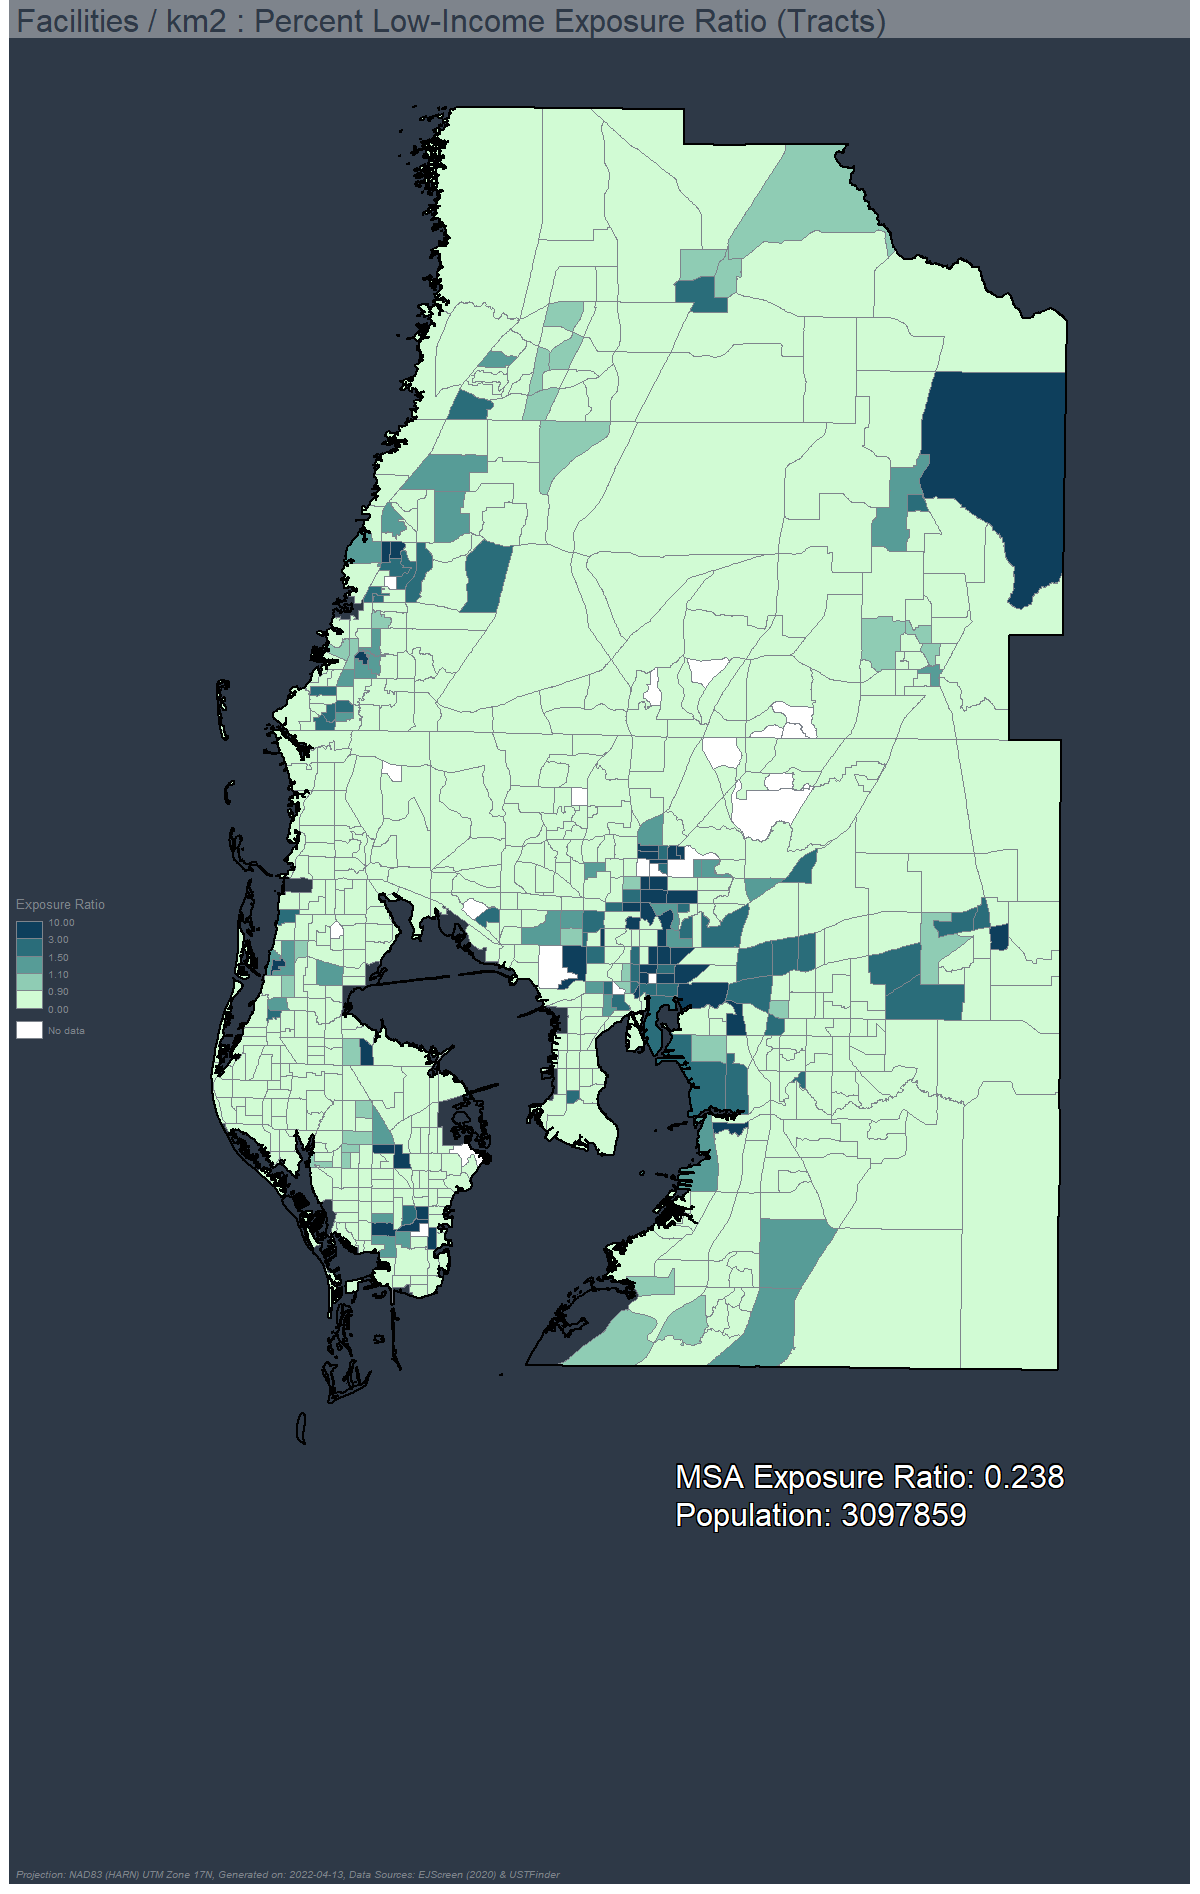 Facilities / km2 : Percent Low-Income Exposure Ratio (Tracts)
Exposure Ratio
10.00
3.00
1.50
1.10
0.90
0.00
No data
MSA Exposure Ratio: 0.238
Population: 3097859
Projection: NAD83 (HARN) UTM Zone 17N, Generated on: 2022-04-13, Data Sources: EJScreen (2020) & USTFinder